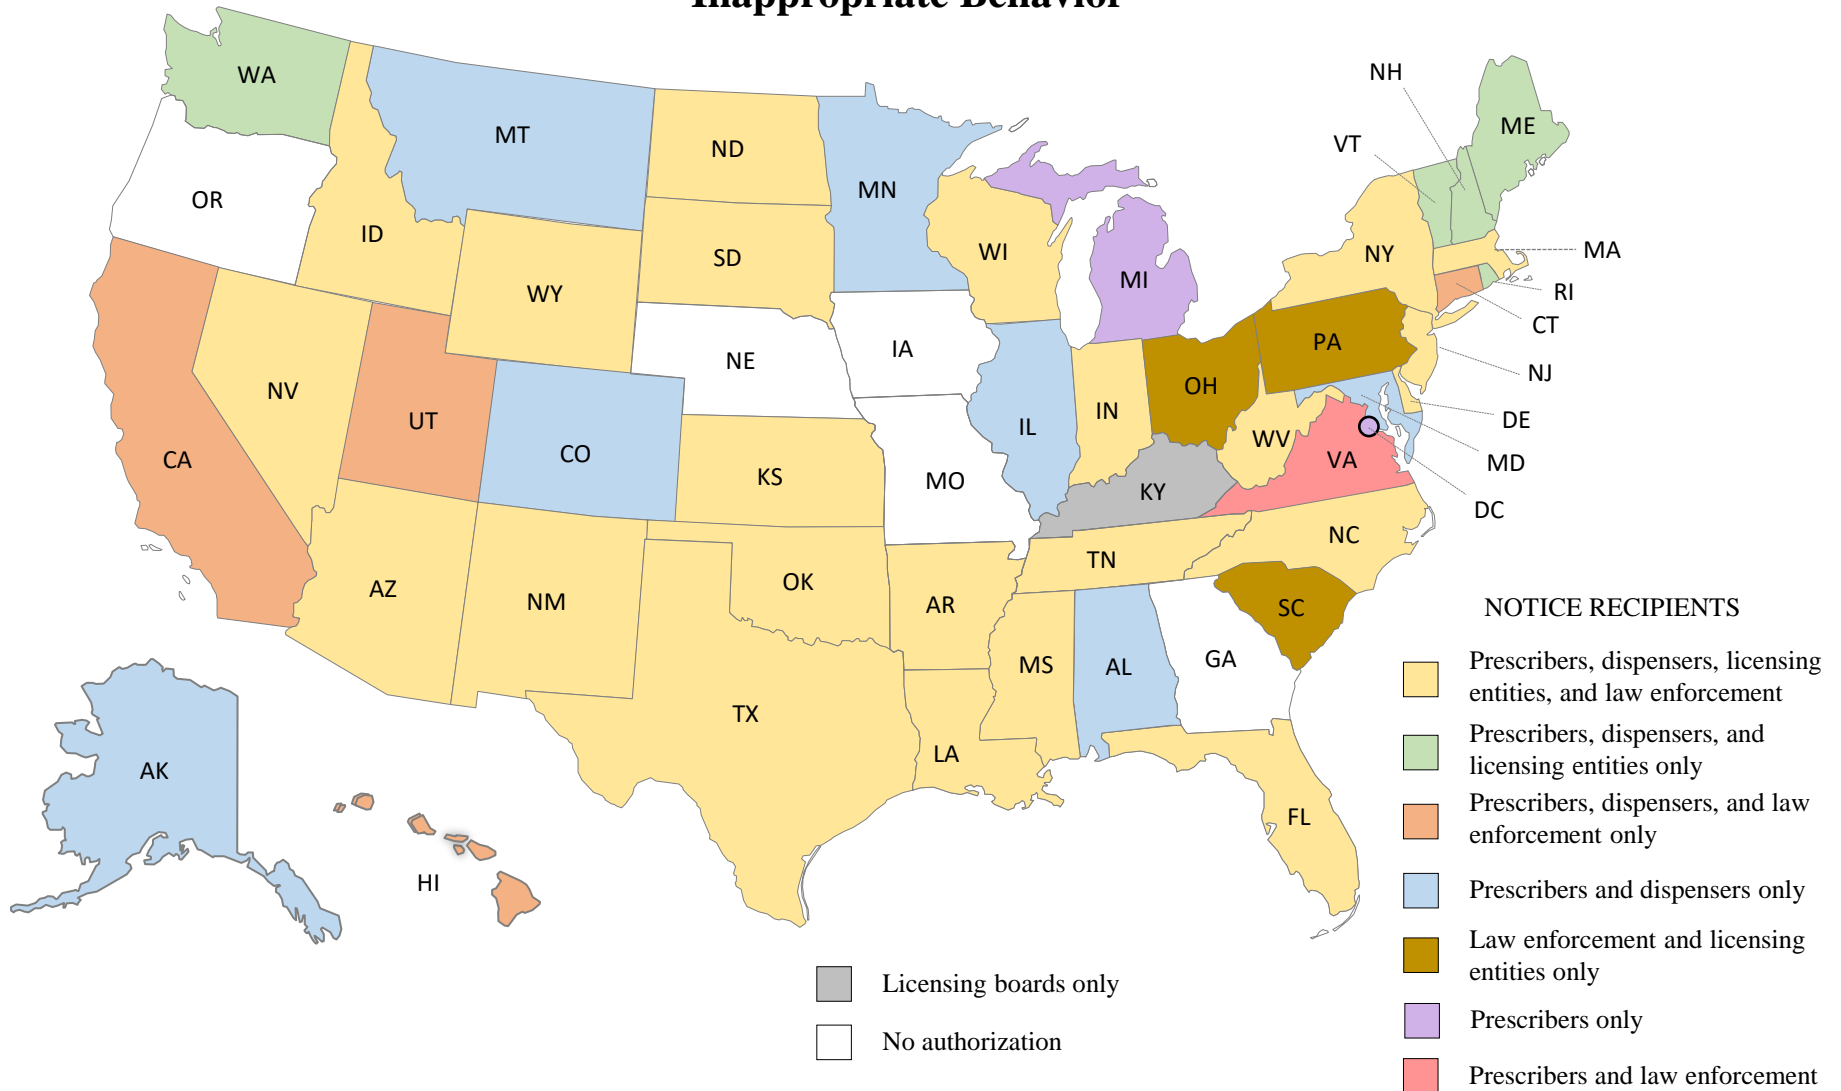 Inappropriate Behavior
WA
MT
ND
MN
NH
VT
ME
OR
ID
SD
WI
MI
NY
MA
WY
RI
CT
NE
IA
PA
NJ
NV
UT
CO
IL
IN
OH
DE
CA
KS
MO
WV
VA
MD
KY
DC
AZ
NM
OK
AR
TN
NC
SC
MS
AL
GA
TX
LA
FL
AK
HI
NOTICE RECIPIENTS
Prescribers, dispensers, licensing
entities, and law enforcement
Prescribers, dispensers, and
licensing entities only
Prescribers, dispensers, and law
enforcement only
Prescribers and dispensers only
Law enforcement and licensing
entities only
Prescribers only
Prescribers and law enforcement
Licensing boards only
No authorization